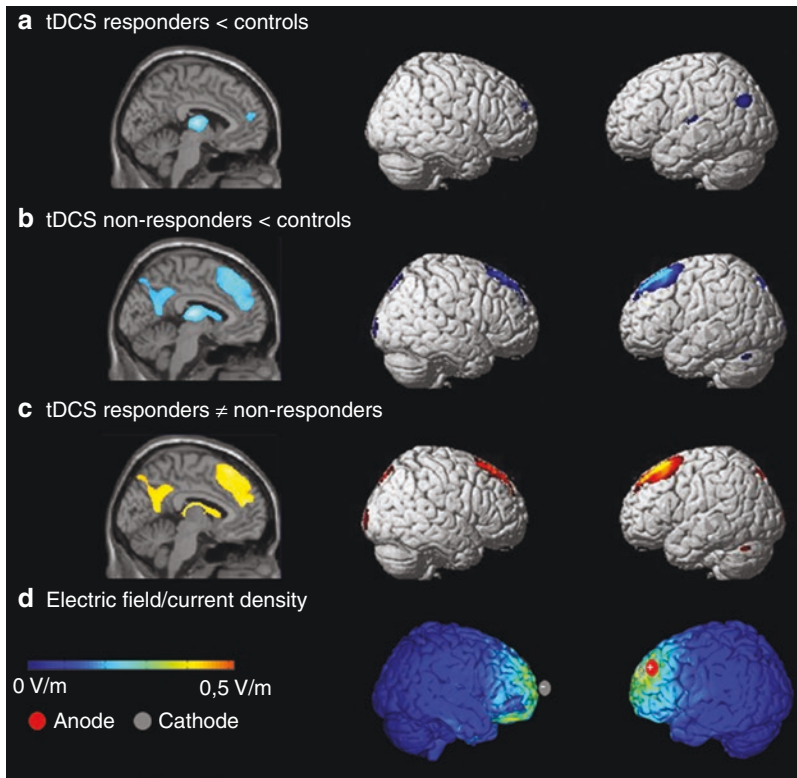 a tDCS responders < controls
b tDCS non-responders < controls
c tDCS responders ≠ non-responders
d Electric field/current density
0 V/m 0,5 V/m
Anode Cathode
+
-